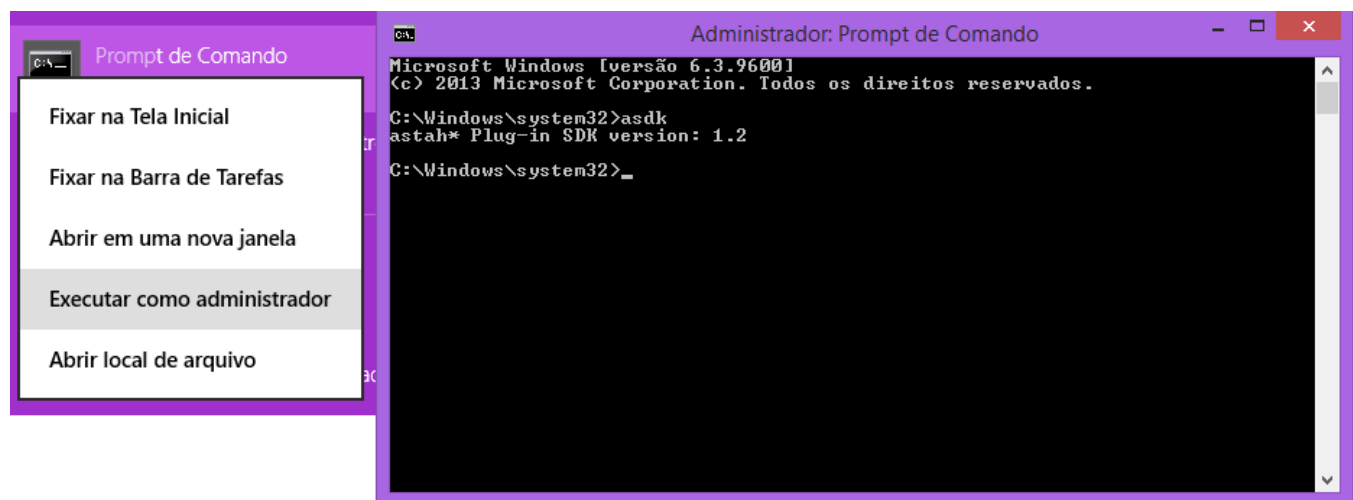 Prompt de Comando
Fixar na Tela Inicial
Fixar na Barra de Tarefas
Abrir em uma nova janela
Executar como administrador
Abrir local de arquivo
Administrador: Prompt de Comando
Microsoft Windows [versão 6.3.9600]
(c) 2013 Microsoft Corporation. Todos os direitos reservados.
C:\Windows\system32>asdk
astah* Plug-in SDK version: 1.2
C:\Windows\system32>_